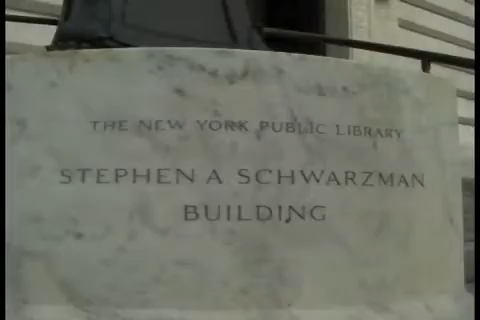 THE NEW YORK PUBLIC LIBRARY
STEPHEN A SCHWARZMAN
BUILDING